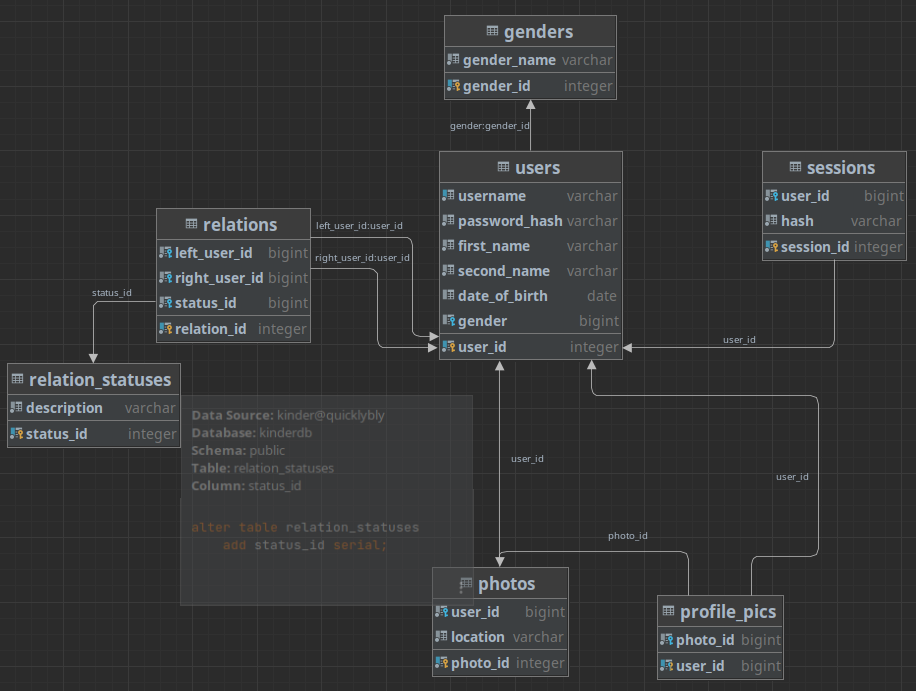 genders
gender_name varchar
gender_id integer
gender:gender_id
users
username varchar
password_hash varchar
first_name varchar
second_name varchar
date_of_birth date
gender bigint
user_id integer
sessions
user_id bigint
hash varchar
session_id integer
relations
left_user_id bigint
right_user_id bigint
status_id bigint
relation_id integer
left_user_id:user_id
right_user_id:user_id
status_id
user_id
relation_statuses
description varchar
status_id integer
Data Source: kinder@quicklybly
Database: kinderdb
Schema: public
Table: relation_statuses
Column: status_id
alter table relation_statuses
add status_id serial;
user_id
user_id
photo_id
photos
user_id bigint
location varchar
photo_id integer
profile_pics
photo_id bigint
user_id bigint